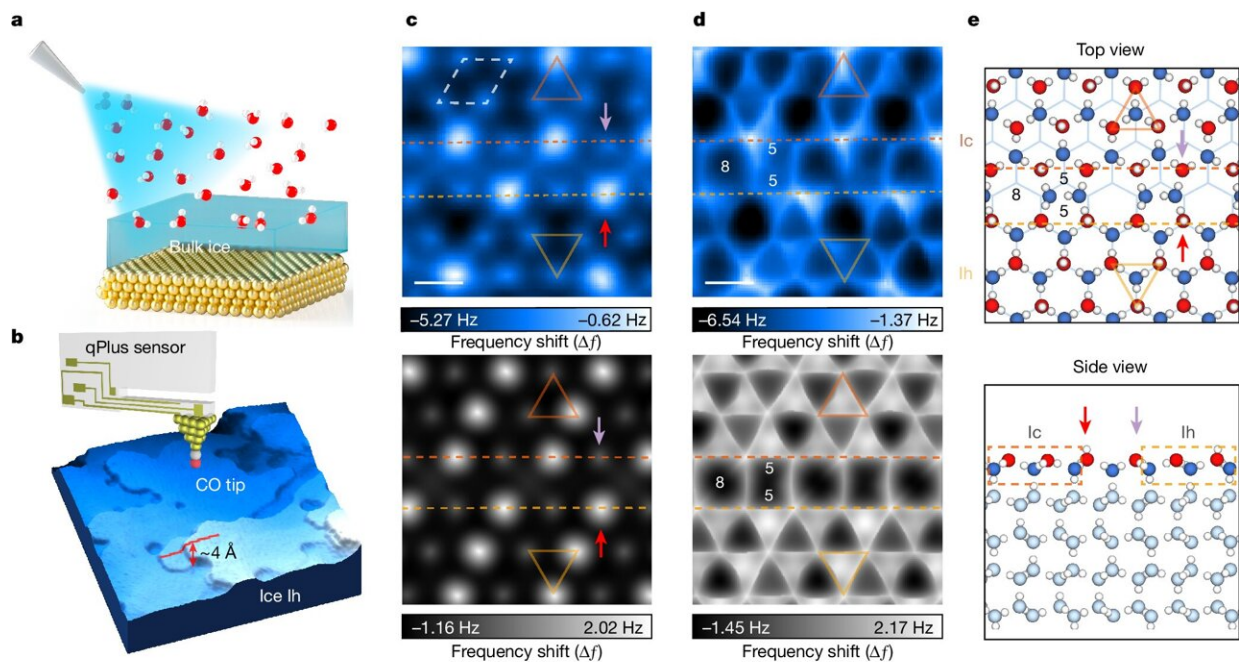 a
Bulk ice
b
qPlus sensor
CO tip
~4 Å
Ice Ih
c
–5.27 Hz –0.62 Hz
Frequency shift (Δf)
–1.16 Hz 2.02 Hz
Frequency shift (Δf)
d
8
5
5
–6.54 Hz –1.37 Hz
Frequency shift (Δf)
8
5
5
–1.45 Hz 2.17 Hz
Frequency shift (Δf)
e
Top view
Ic
8
5
5
Ih
Side view
Ic Ih